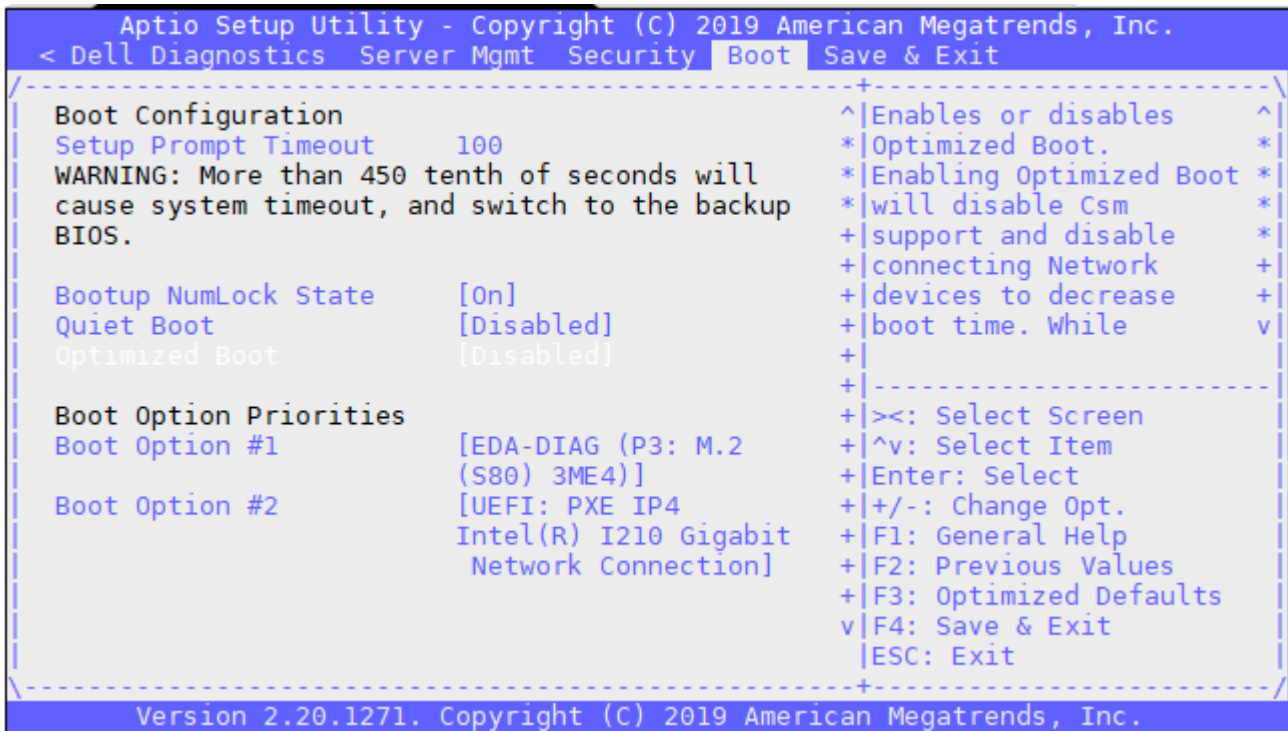 Aptio Setup Utility - Copyright (C) 2019 American Megatrends, Inc.
< Dell Diagnostics  Server Mgmt  Security  Boot  Save & Exit
/----------------------------------------------------+-------------------------\
|  Boot Configuration                               ^|Enables or disables     ^|
|  Setup Prompt Timeout     100                     *|Optimized Boot.         *|
|  WARNING: More than 450 tenth of seconds will     *|Enabling Optimized Boot *|
|  cause system timeout, and switch to the backup   *|will disable Csm        *|
|  BIOS.                                            +|support and disable     *|
|                                                   +|connecting Network      +|
|  Bootup NumLock State     [On]                    +|devices to decrease     +|
|  Quiet Boot               [Disabled]              +|boot time. While        v|
|  Optimized Boot           [Disabled]              +|                         |
|                                                   +|-------------------------|
|  Boot Option Priorities                           +|><: Select Screen        |
|  Boot Option #1           [EDA-DIAG (P3: M.2      +|^v: Select Item          |
|                           (S80) 3ME4)]            +|Enter: Select            |
|  Boot Option #2           [UEFI: PXE IP4          +|+/-: Change Opt.         |
|                           Intel(R) I210 Gigabit   +|F1: General Help         |
|                            Network Connection]    +|F2: Previous Values      |
|                                                   +|F3: Optimized Defaults   |
|                                                   v|F4: Save & Exit          |
|                                                    |ESC: Exit                |
\----------------------------------------------------+-------------------------/
Version 2.20.1271. Copyright (C) 2019 American Megatrends, Inc.